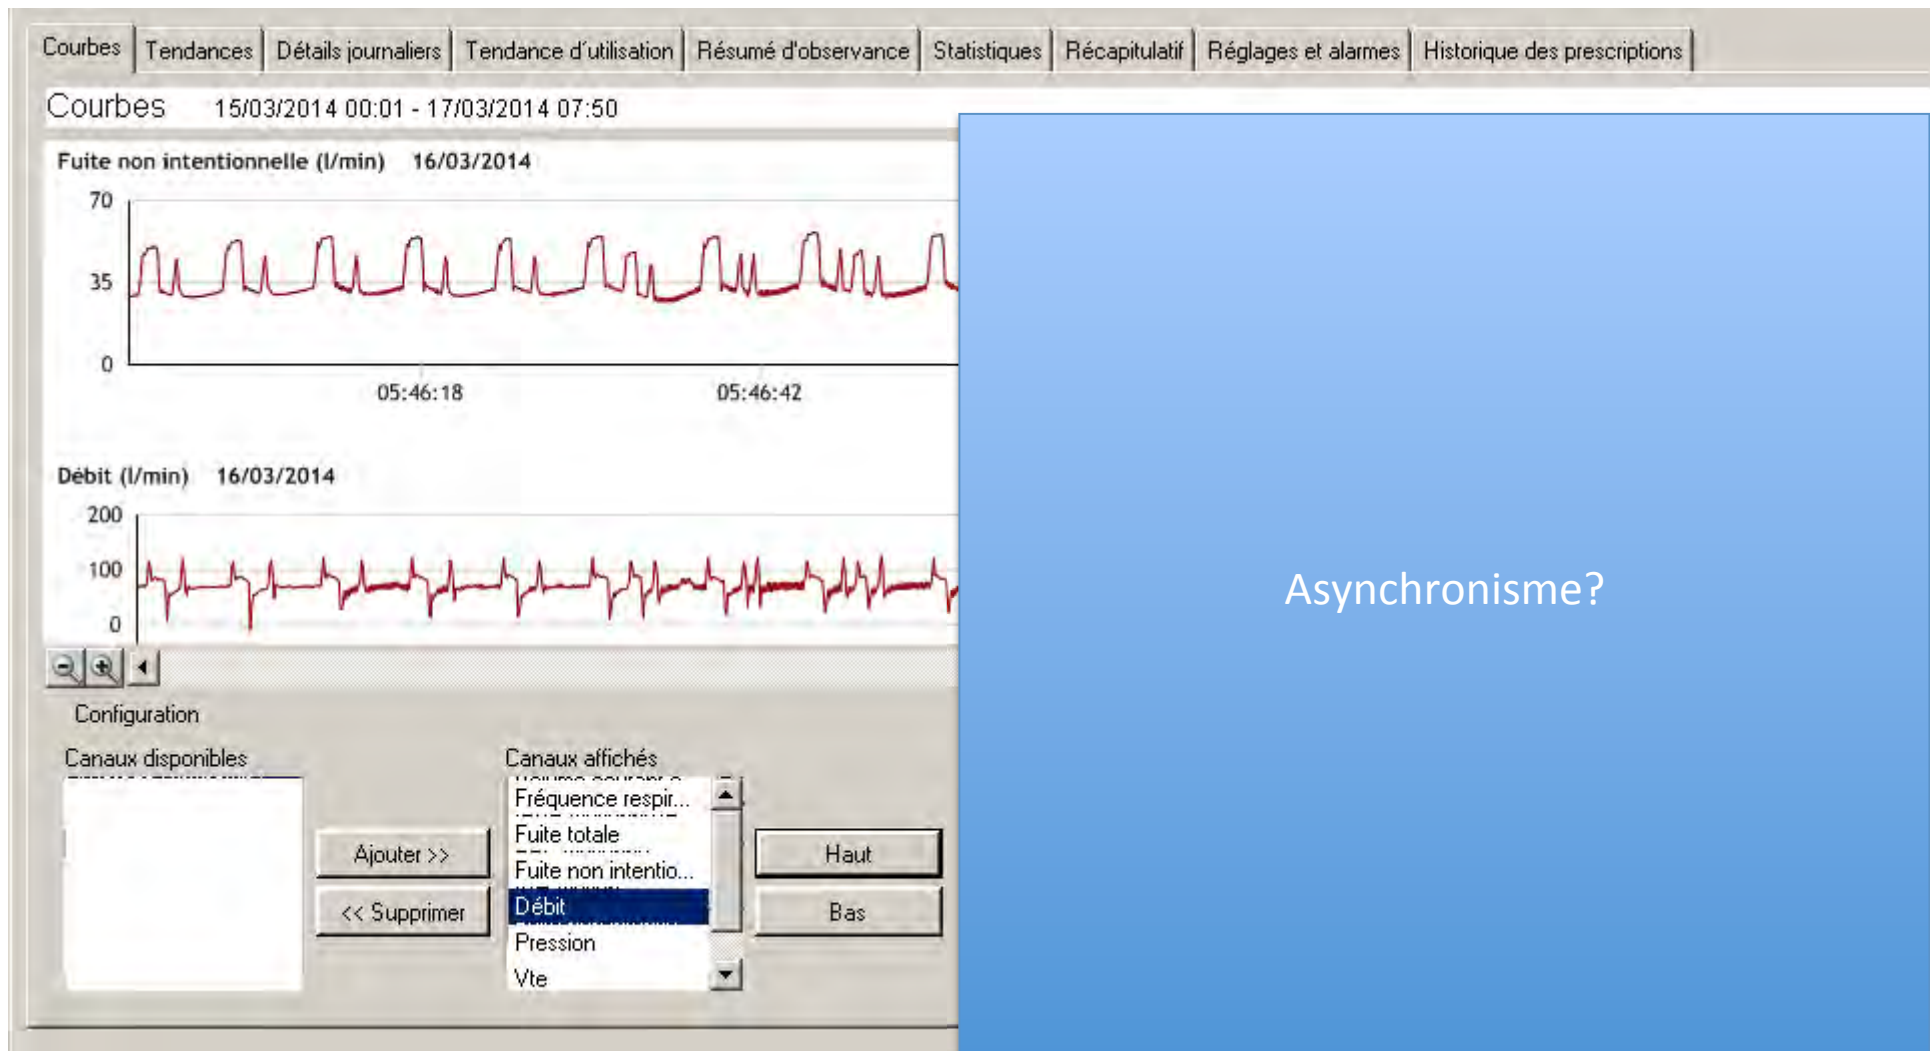 Courbes Tendances Détails journaliers Tendance d'utilisation Résumé d'observance Statistiques Récapitulatif Réglages et alarmes Historique des prescriptions
Courbes 15/03/2014 00:01 - 17/03/2014 07:50
Fuite non intentionnelle (l/min) 16/03/2014
70
35
0
05:46:18 05:46:42
Débit (l/min) 16/03/2014
200
100
0
Asynchronisme?
Configuration
Canaux disponibles
Ajouter >>
<< Supprimer
Canaux affichés
Fréquence respir...
Fuite totale
Fuite non intentio...
Débit
Pression
Vte
Haut
Bas